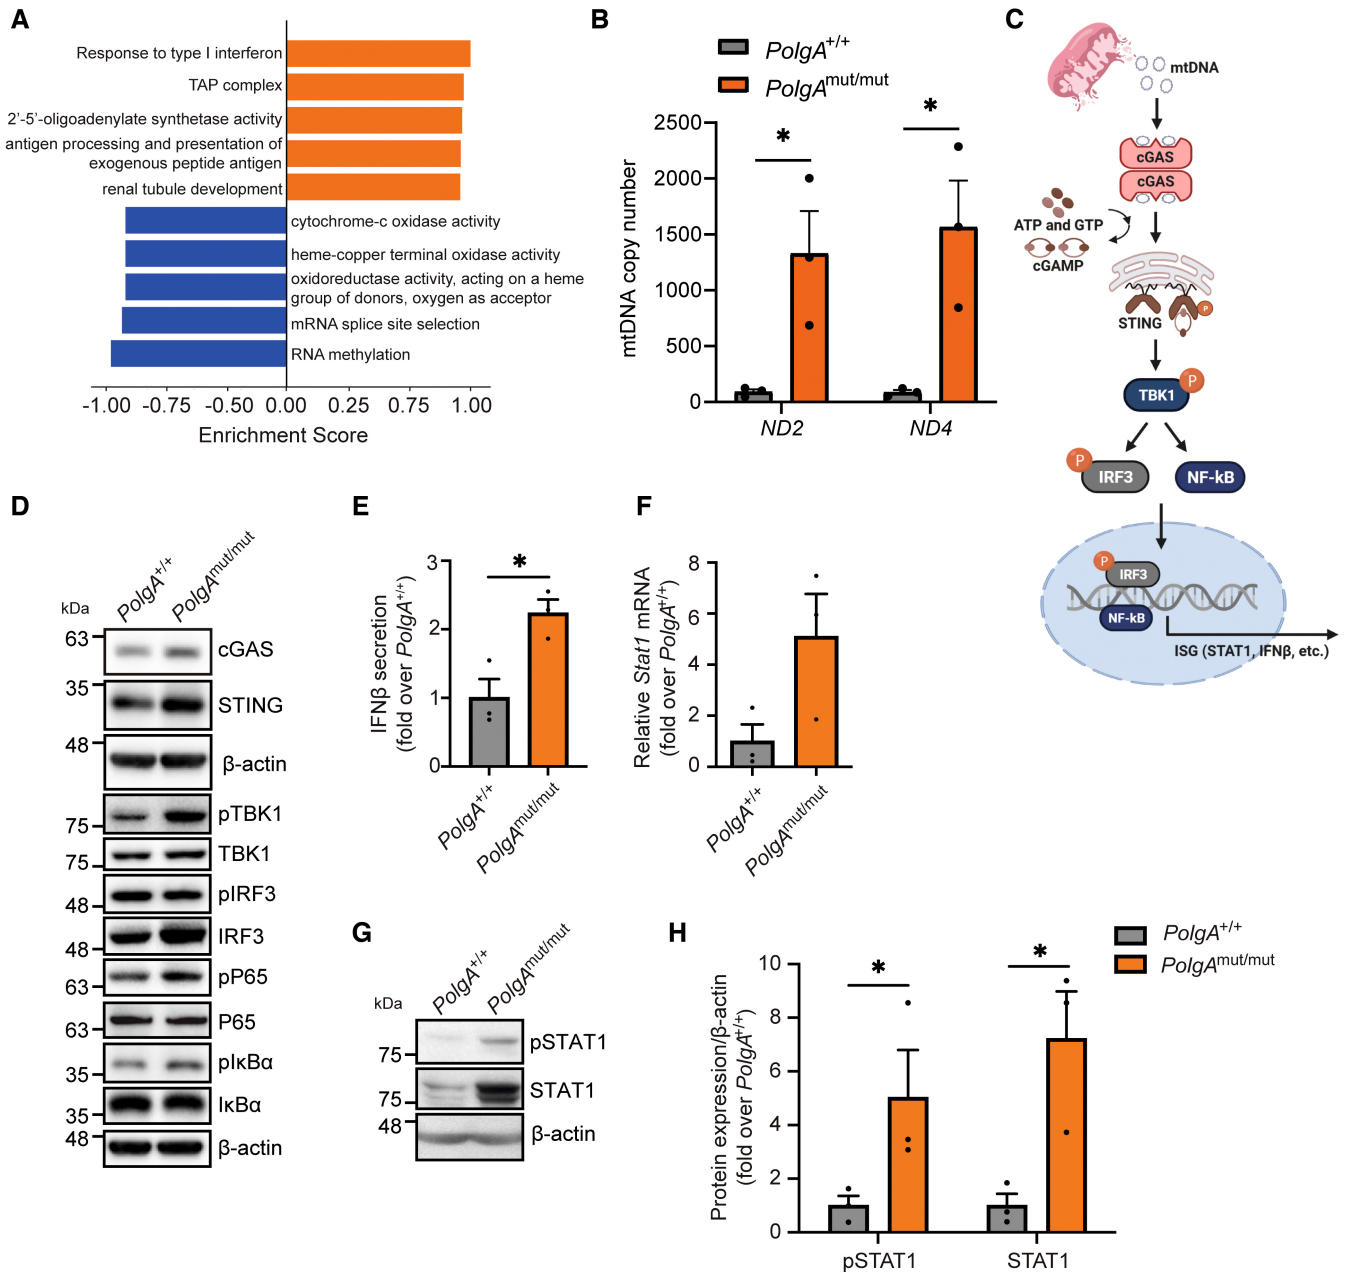 A
Response to type I interferon
TAP complex
2'-5'-oligoadenylate synthetase activity
antigen processing and presentation of
exogenous peptide antigen
renal tubule development
cytochrome-c oxidase activity
heme-copper terminal oxidase activity
oxidoreductase activity, acting on a heme
group of donors, oxygen as acceptor
mRNA splice site selection
RNA methylation
-1.00 -0.75 -0.50 0.00 0.25 0.75 1.00
Enrichment Score
B
PolgA+/+
PolgAmut/mut
mtDNA copy number
2500
2000
1500
1000
500
0
*
*
ND2 ND4
C
mtDNA
cGAS
cGAS
ATP and GTP
cGAMP
STING
P
TBK1
P
P
IRF3
NF-kB
P
IRF3
NF-kB
ISG (STAT1, IFNβ, etc.)
D
PolgA+/+ PolgAmut/mut
kDa
63 cGAS
35 STING
48 β-actin
75 pTBK1
75 TBK1
48 pIRF3
48 IRF3
63 pP65
63 P65
35 pIκBα
35 IκBα
48 β-actin
E
IFNβ secretion
(fold over PolgA+/+)
3
2
1
0
*
PolgA+/+
PolgAmut/mut
F
Relative Stat1 mRNA
(fold over PolgA+/+)
8
6
4
2
0
PolgA+/+
PolgAmut/mut
G
PolgA+/+ PolgAmut/mut
kDa
75 pSTAT1
75 STAT1
48 β-actin
H
PolgA+/+
PolgAmut/mut
Protein expression/β-actin
(fold over PolgA+/+)
10
8
6
4
2
0
*
*
pSTAT1 STAT1